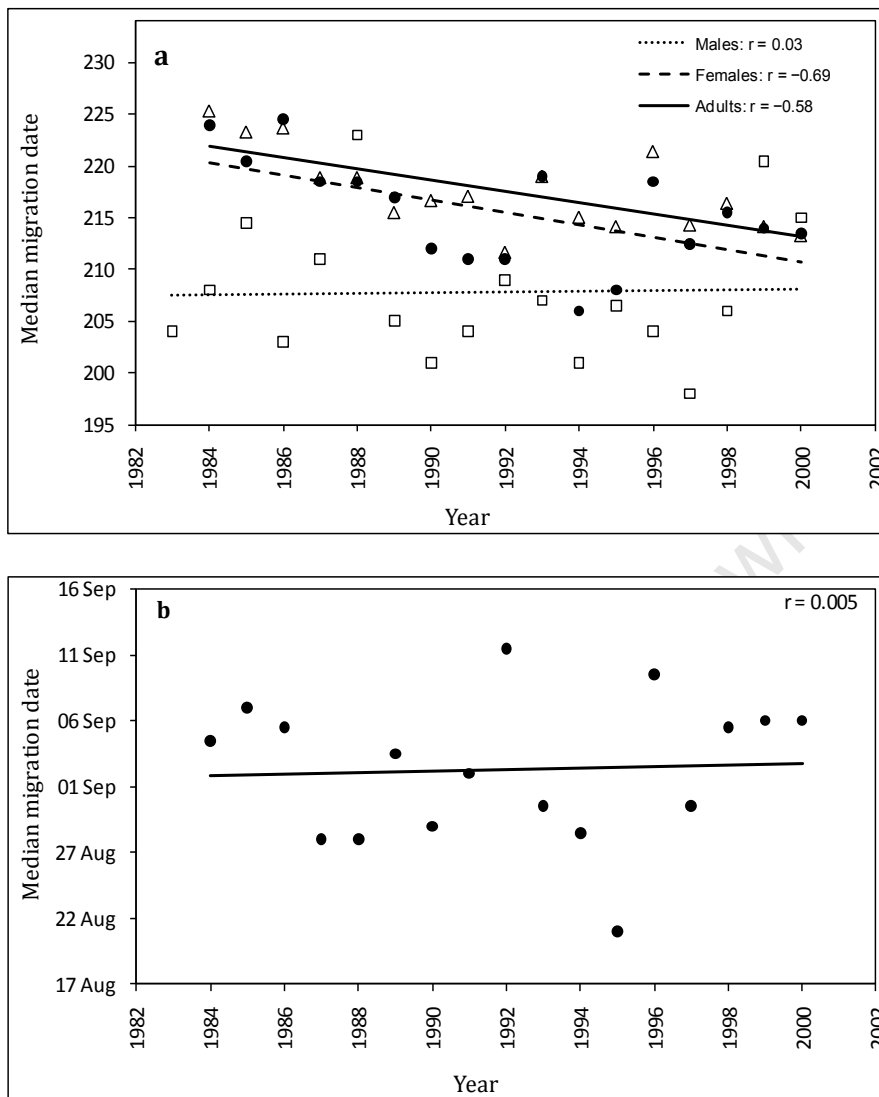 a
Males: r = 0.03
Females: r = −0.69
Adults: r = −0.58
230
225
220
215
210
205
200
195
Median migration date
1982
1984
1986
1988
1990
1992
1994
1996
1998
2000
2002
Year
b
r = 0.005
16 Sep
11 Sep
06 Sep
01 Sep
27 Aug
22 Aug
17 Aug
Median migration date
1982
1984
1986
1988
1990
1992
1994
1996
1998
2000
2002
Year